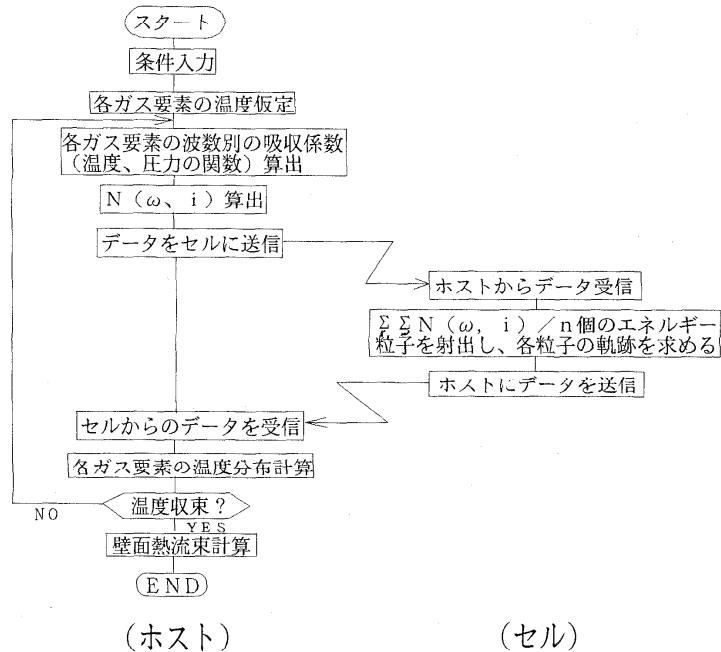 スタート
条件入力
各ガス要素の温度仮定
各ガス要素の波数別の吸収係数
(温度、圧力の関数)算出
N(ω、i)算出
データをセルに送信
ホストからデータ受信
ΣΣN(ω, i)/n個のエネルギー
粒子を射出し、各粒子の軌跡を求める
ホストにデータを送信
セルからのデータを受信
各ガス要素の温度分布計算
温度収束?
NO
YES
壁面熱流束計算
END
(ホスト)
(セル)